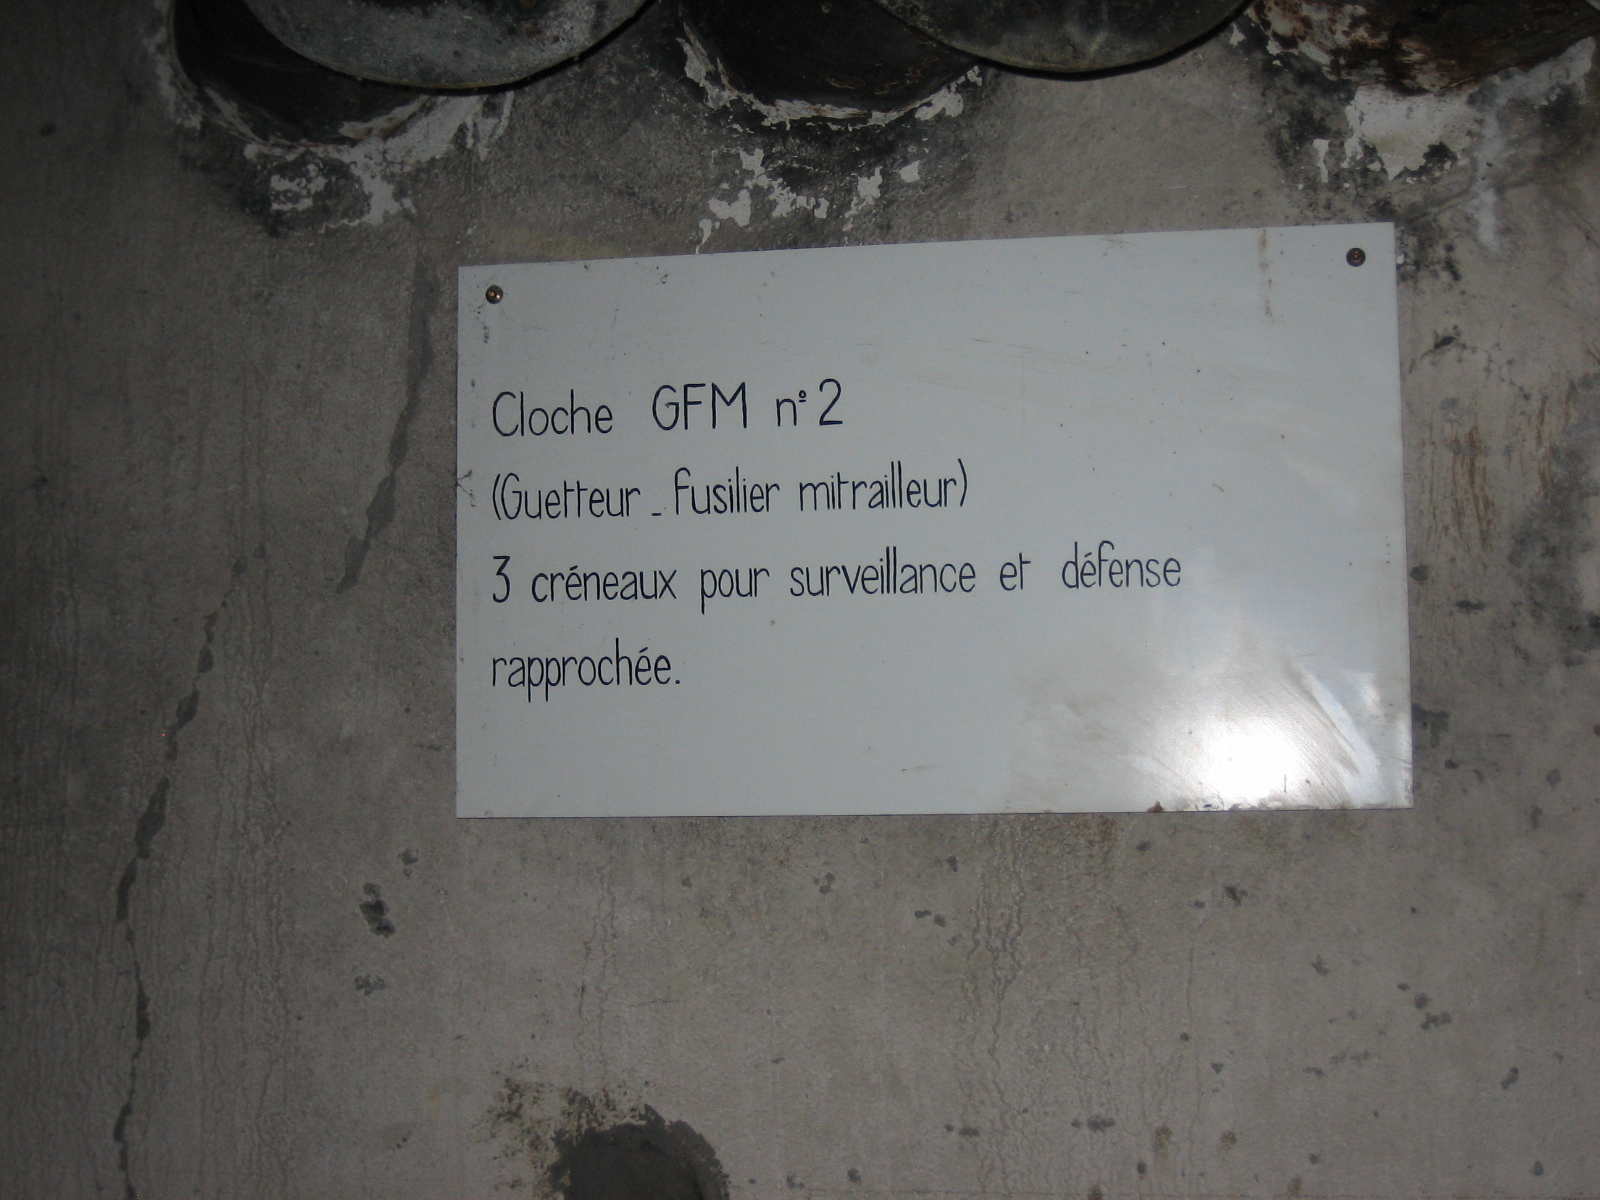 Cloche GFM n° 2
(Guetteur - fusilier mitrailleur)
3 créneaux pour surveillance et défense
rapprochée.